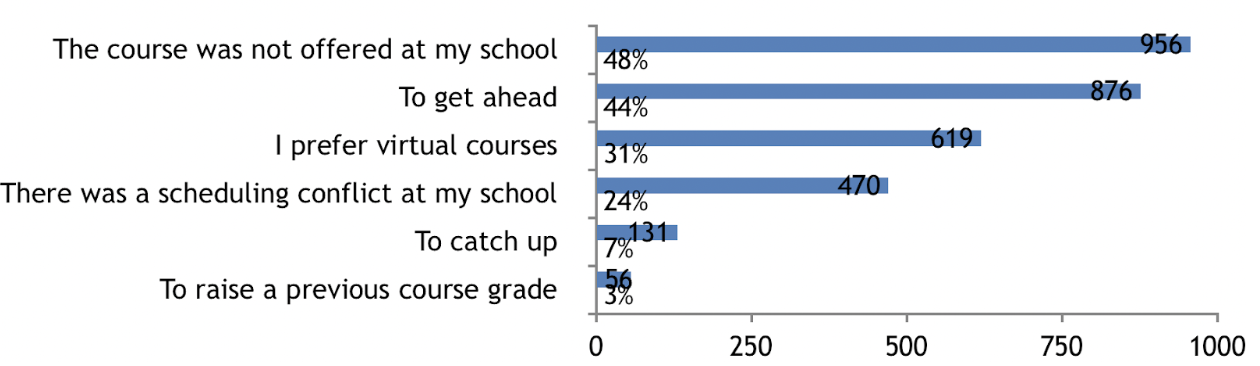 The course was not offered at my school
956
48%
To get ahead
876
44%
I prefer virtual courses
619
31%
There was a scheduling conflict at my school
470
24%
To catch up
131
7%
To raise a previous course grade
56
3%
0 250 500 750 1000